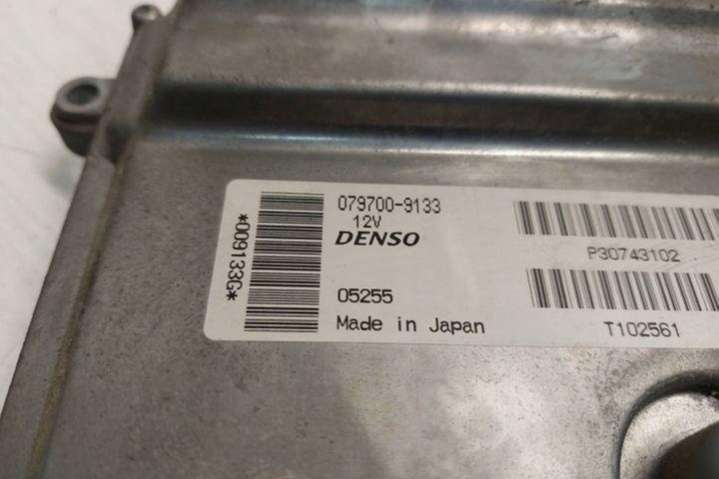 *009133G*
079700-9133
12V
DENSO
05255
Made in Japan
P30743102
T102561